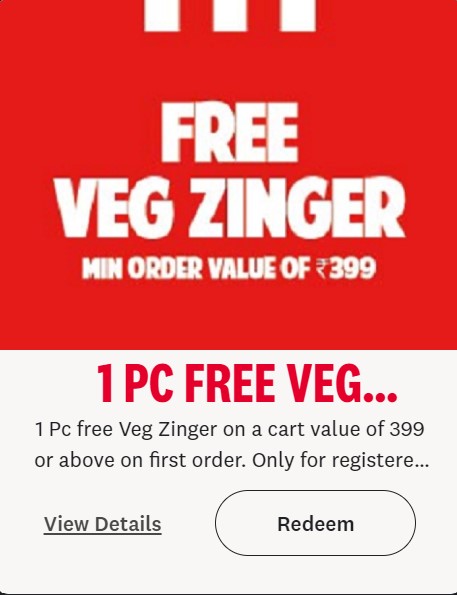 FREE
VEG ZINGER
MIN ORDER VALUE OF ₹399
1 PC FREE VEG...
1 Pc free Veg Zinger on a cart value of 399
or above on first order. Only for registere...
View Details
Redeem